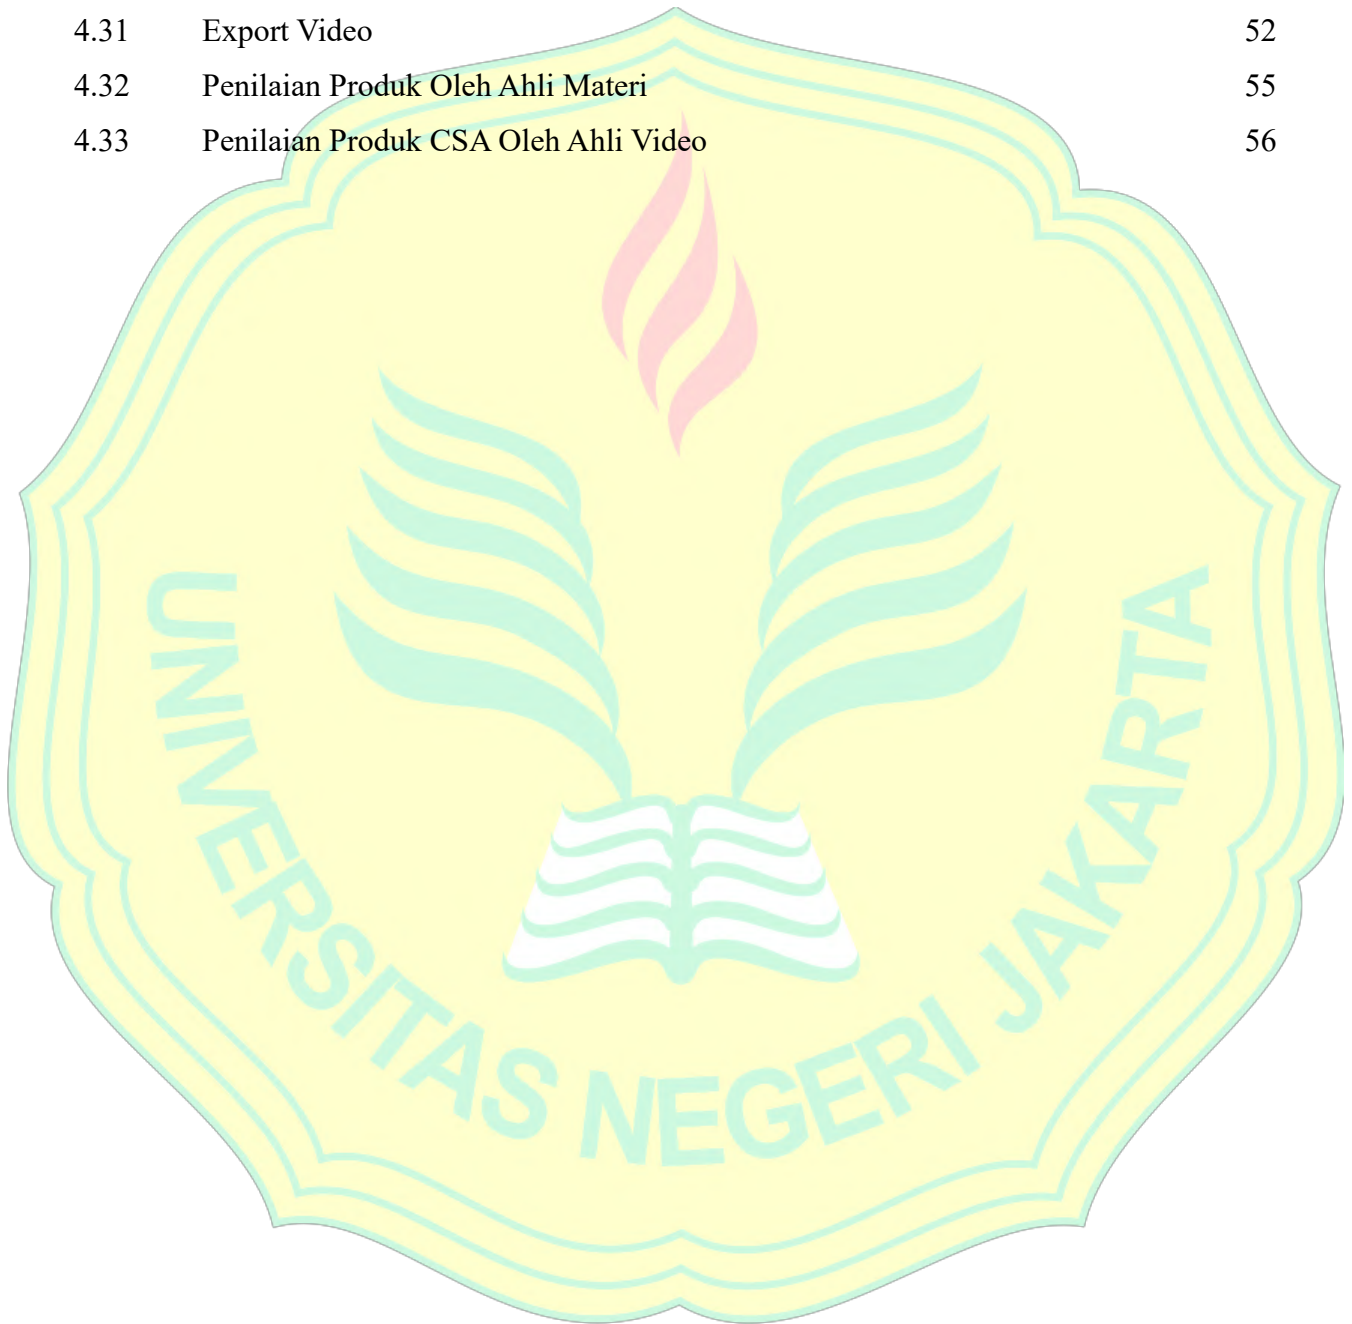 4.31 Export Video 52
4.32 Penilaian Produk Oleh Ahli Materi 55
4.33 Penilaian Produk CSA Oleh Ahli Video 56
UNIVERSITAS NEGERI JAKARTA